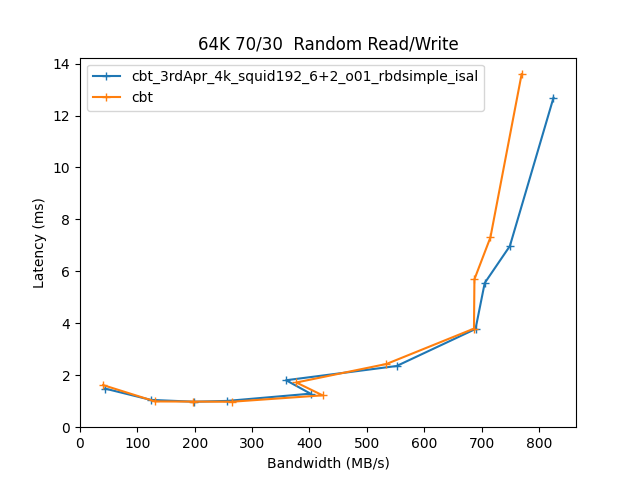 64K 70/30  Random Read/Write
cbt_3rdApr_4k_squid192_6+2_o01_rbdsimple_isal
cbt
14
12
10
8
6
4
2
0
Latency (ms)
0 100 200 300 400 500 600 700 800
Bandwidth (MB/s)